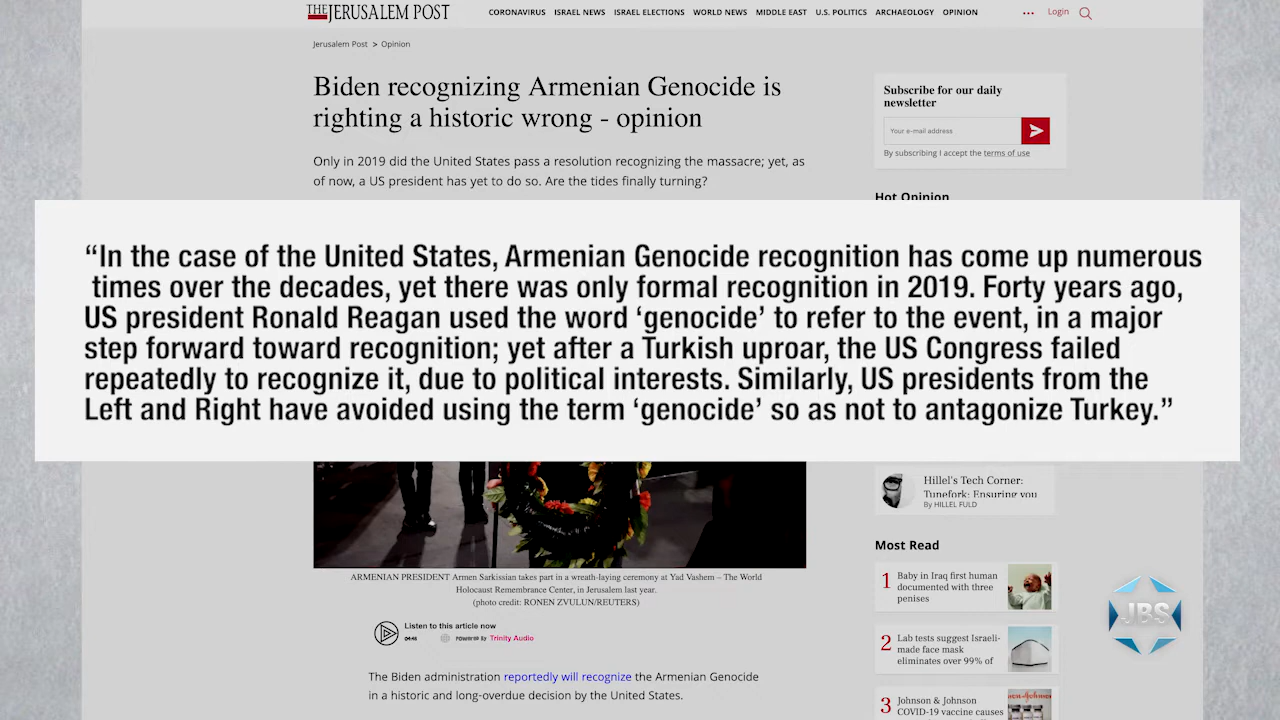 THE JERUSALEM POST
CORONAVIRUS ISRAEL NEWS ISRAEL ELECTIONS WORLD NEWS MIDDLE EAST U.S. POLITICS ARCHAEOLOGY OPINION ... Login
Jerusalem Post > Opinion
Biden recognizing Armenian Genocide is
righting a historic wrong - opinion
Only in 2019 did the United States pass a resolution recognizing the massacre; yet, as
of now, a US president has yet to do so. Are the tides finally turning?
Subscribe for our daily
newsletter
Your e-mail address
By subscribing I accept the terms of use
Hot Opinion
“In the case of the United States, Armenian Genocide recognition has come up numerous
times over the decades, yet there was only formal recognition in 2019. Forty years ago,
US president Ronald Reagan used the word ‘genocide’ to refer to the event, in a major
step forward toward recognition; yet after a Turkish uproar, the US Congress failed
repeatedly to recognize it, due to political interests. Similarly, US presidents from the
Left and Right have avoided using the term ‘genocide’ so as not to antagonize Turkey.”
ARMENIAN PRESIDENT Armen Sarkissian takes part in a wreath-laying ceremony at Yad Vashem – The World
Holocaust Remembrance Center, in Jerusalem last year.
(photo credit: RONEN ZVULUN/REUTERS)
Listen to this article now
Powered by Trinity Audio
The Biden administration reportedly will recognize the Armenian Genocide
in a historic and long-overdue decision by the United States.
Hillel's Tech Corner:
Tunefork: Ensuring you
By HILLEL FULD
Most Read
1 Baby in Iraq first human
documented with three
penises
2 Lab tests suggest Israeli-
made face mask
eliminates over 99% of
3 Johnson & Johnson
COVID-19 vaccine causes
JBS